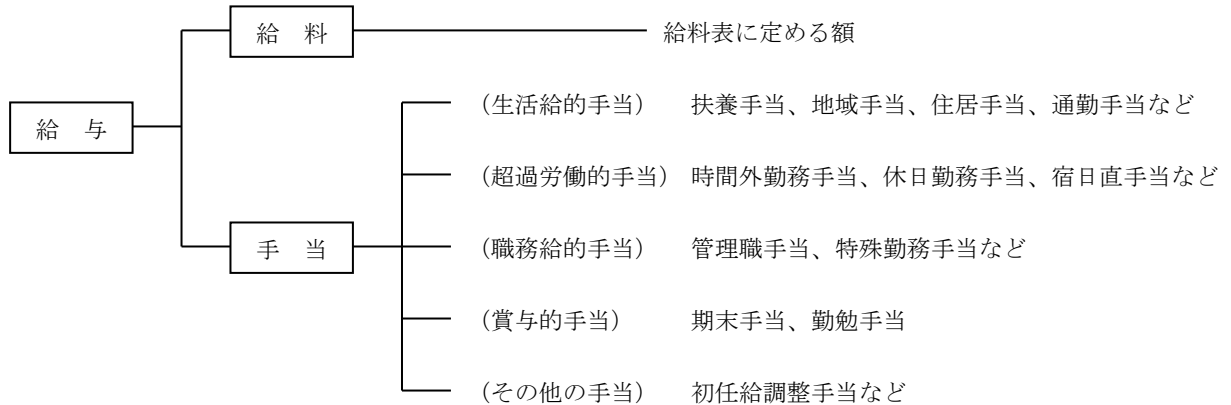 給　料　給料表に定める額
（生活給的手当）　扶養手当、地域手当、住居手当、通勤手当など
給　与
（超過労働的手当）　時間外勤務手当、休日勤務手当、宿日直手当など
手　当　（職務給的手当）　管理職手当、特殊勤務手当など
（賞与的手当）　期末手当、勤勉手当
（その他の手当）　初任給調整手当など